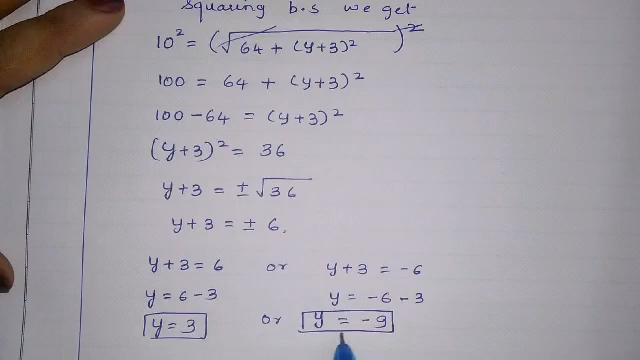 Squaring b.s we get
10² = (√64 + (y+3)²)²
100 = 64 + (y+3)²
100 - 64 = (y+3)²
(y+3)² = 36
y+3 = ± √36
y+3 = ± 6.
y+3 = 6 or y+3 = -6
y = 6-3 y = -6-3
y = 3 or y = -9